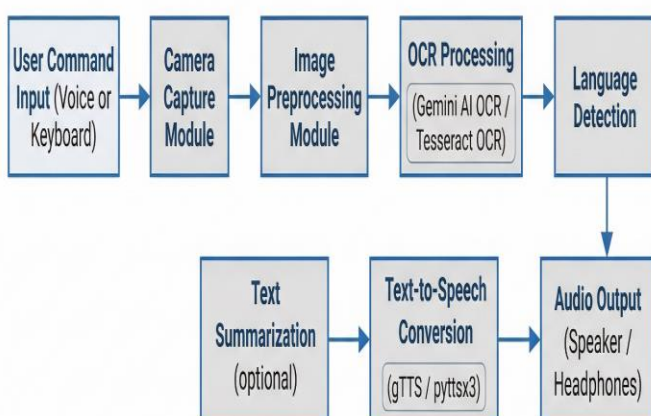 User Command
Input (Voice or
Keyboard)
Camera
Capture
Module
Image
Preprocessing
Module
OCR Processing
(Gemini AI OCR /
Tesseract OCR)
Language
Detection
Text
Summarization
(optional)
Text-to-Speech
Conversion
(gTTS / pyttsx3)
Audio Output
(Speaker /
Headphones)